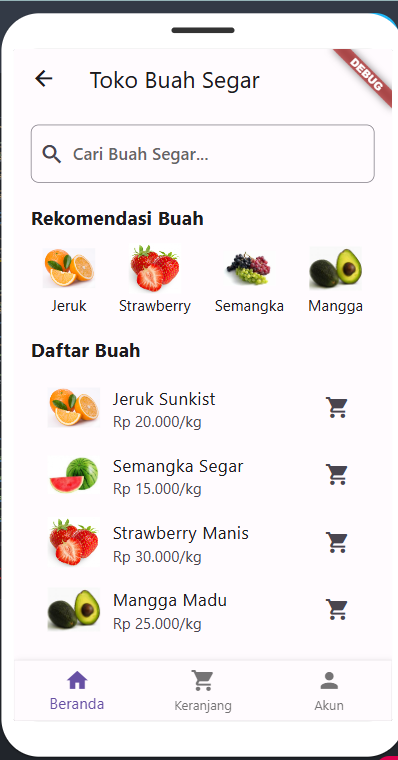 Toko Buah Segar
DEBUG
Cari Buah Segar...
Rekomendasi Buah
Jeruk Strawberry Semangka Mangga
Daftar Buah
Jeruk Sunkist
Rp 20.000/kg
Semangka Segar
Rp 15.000/kg
Strawberry Manis
Rp 30.000/kg
Mangga Madu
Rp 25.000/kg
Beranda Keranjang Akun